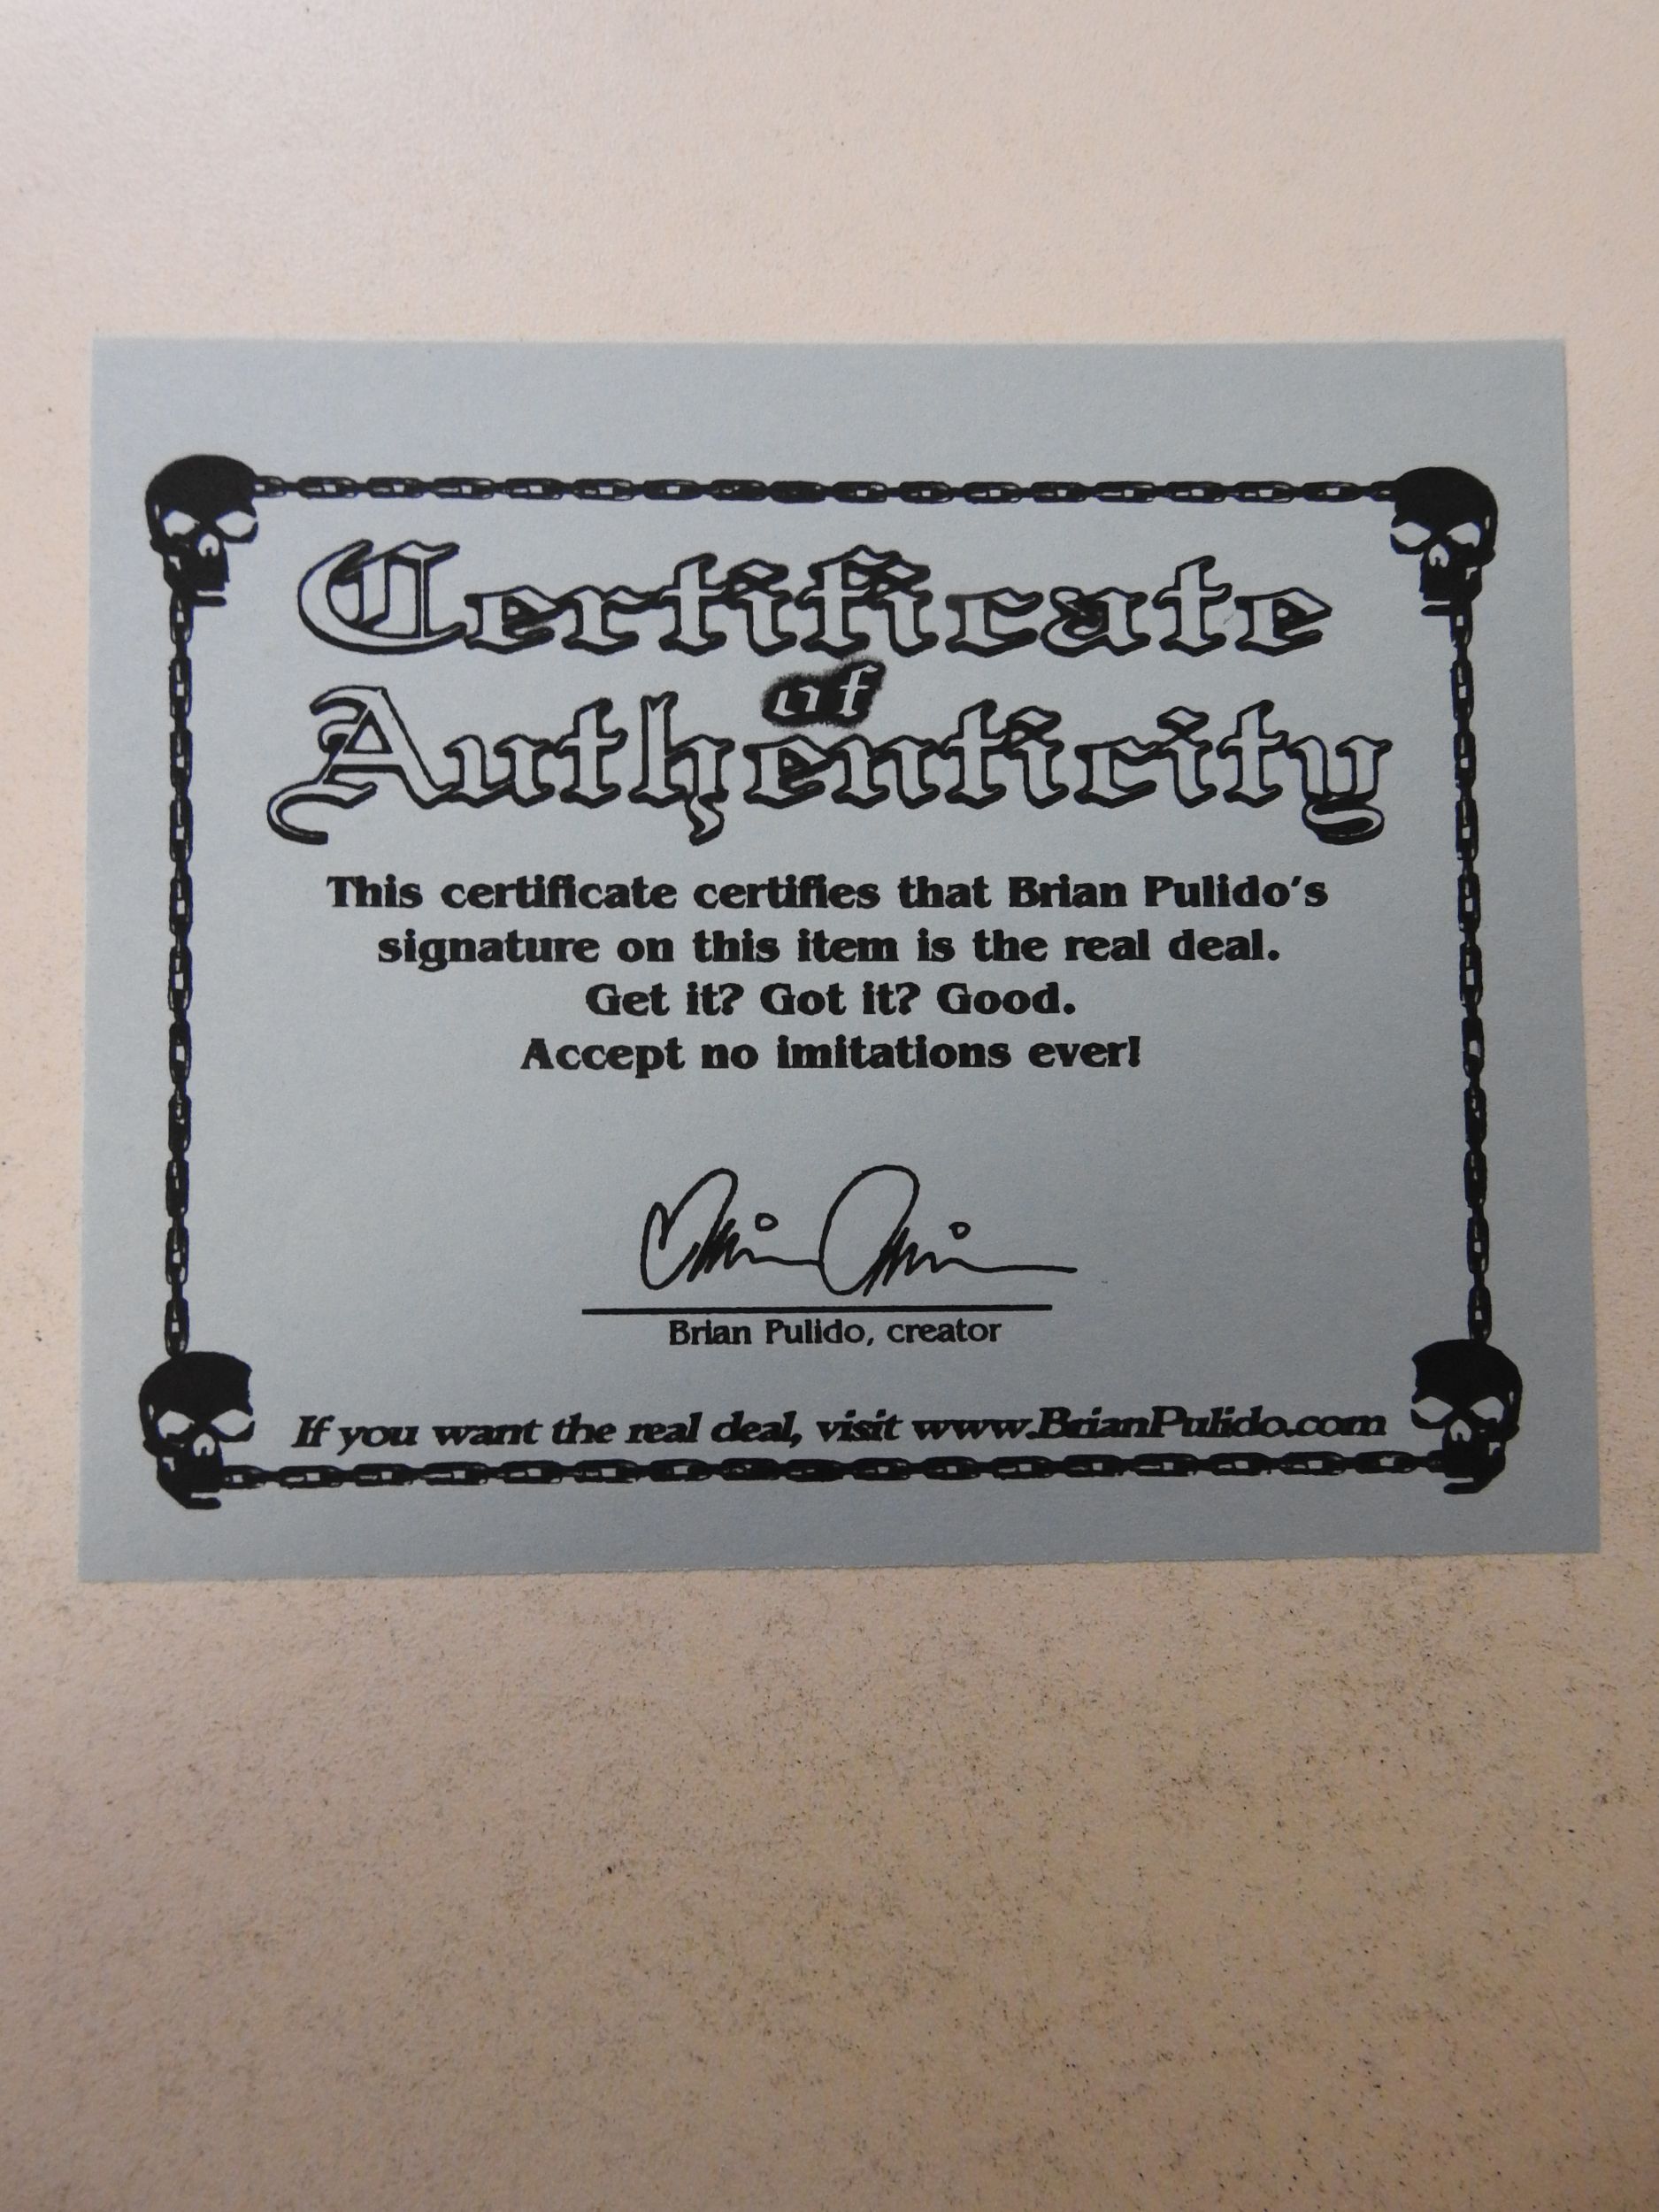 Certificate
of
Authenticity
This certificate certifies that Brian Pulido's
signature on this item is the real deal.
Get it? Got it? Good.
Accept no imitations ever!
Brian Pulido, creator
If you want the real deal, visit www.BrianPulido.com